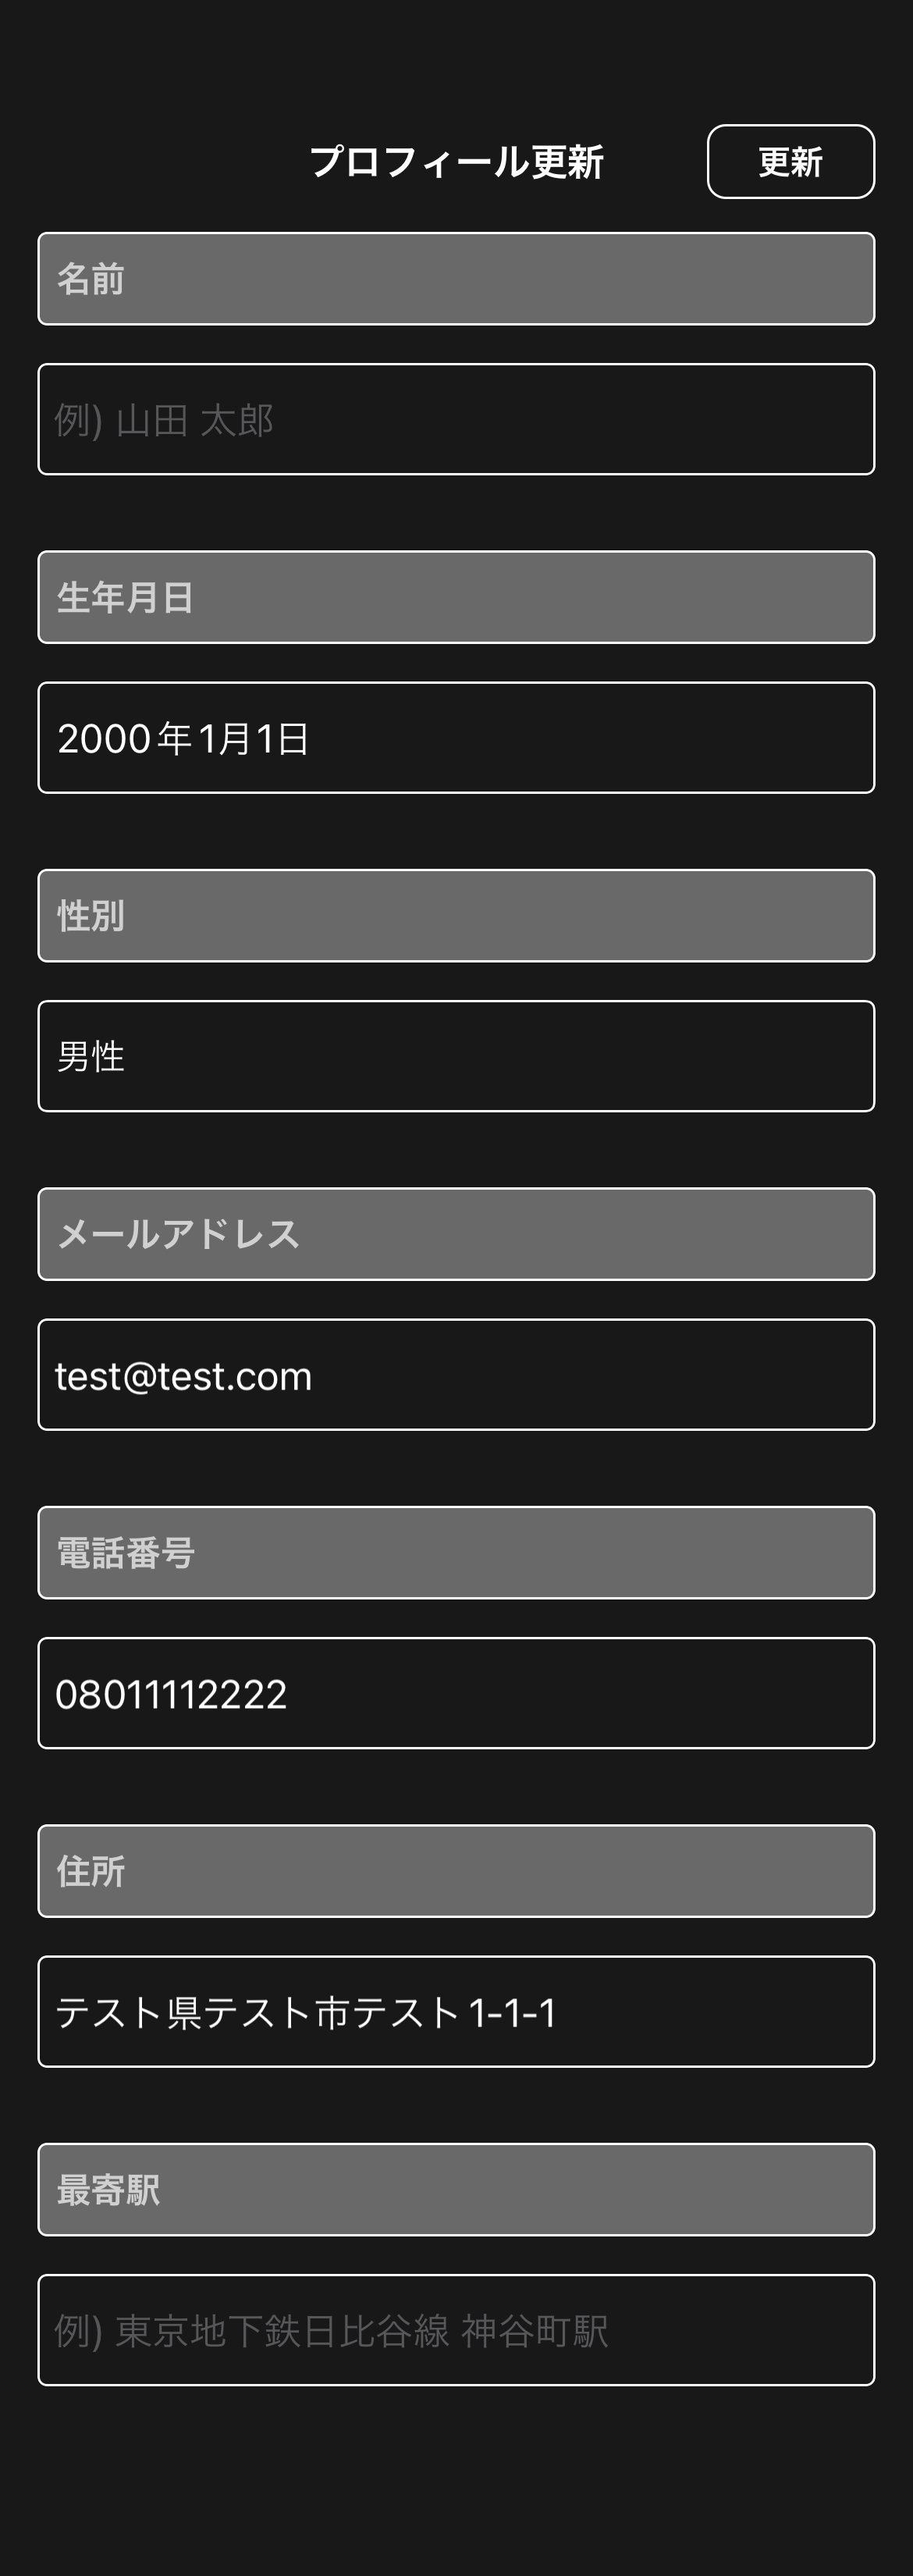 プロフィール更新
更新
名前
例) 山田 太郎
生年月日
2000年1月1日
性別
男性
メールアドレス
test@test.com
電話番号
08011112222
住所
テスト県テスト市テスト1-1-1
最寄駅
例) 東京地下鉄日比谷線 神谷町駅